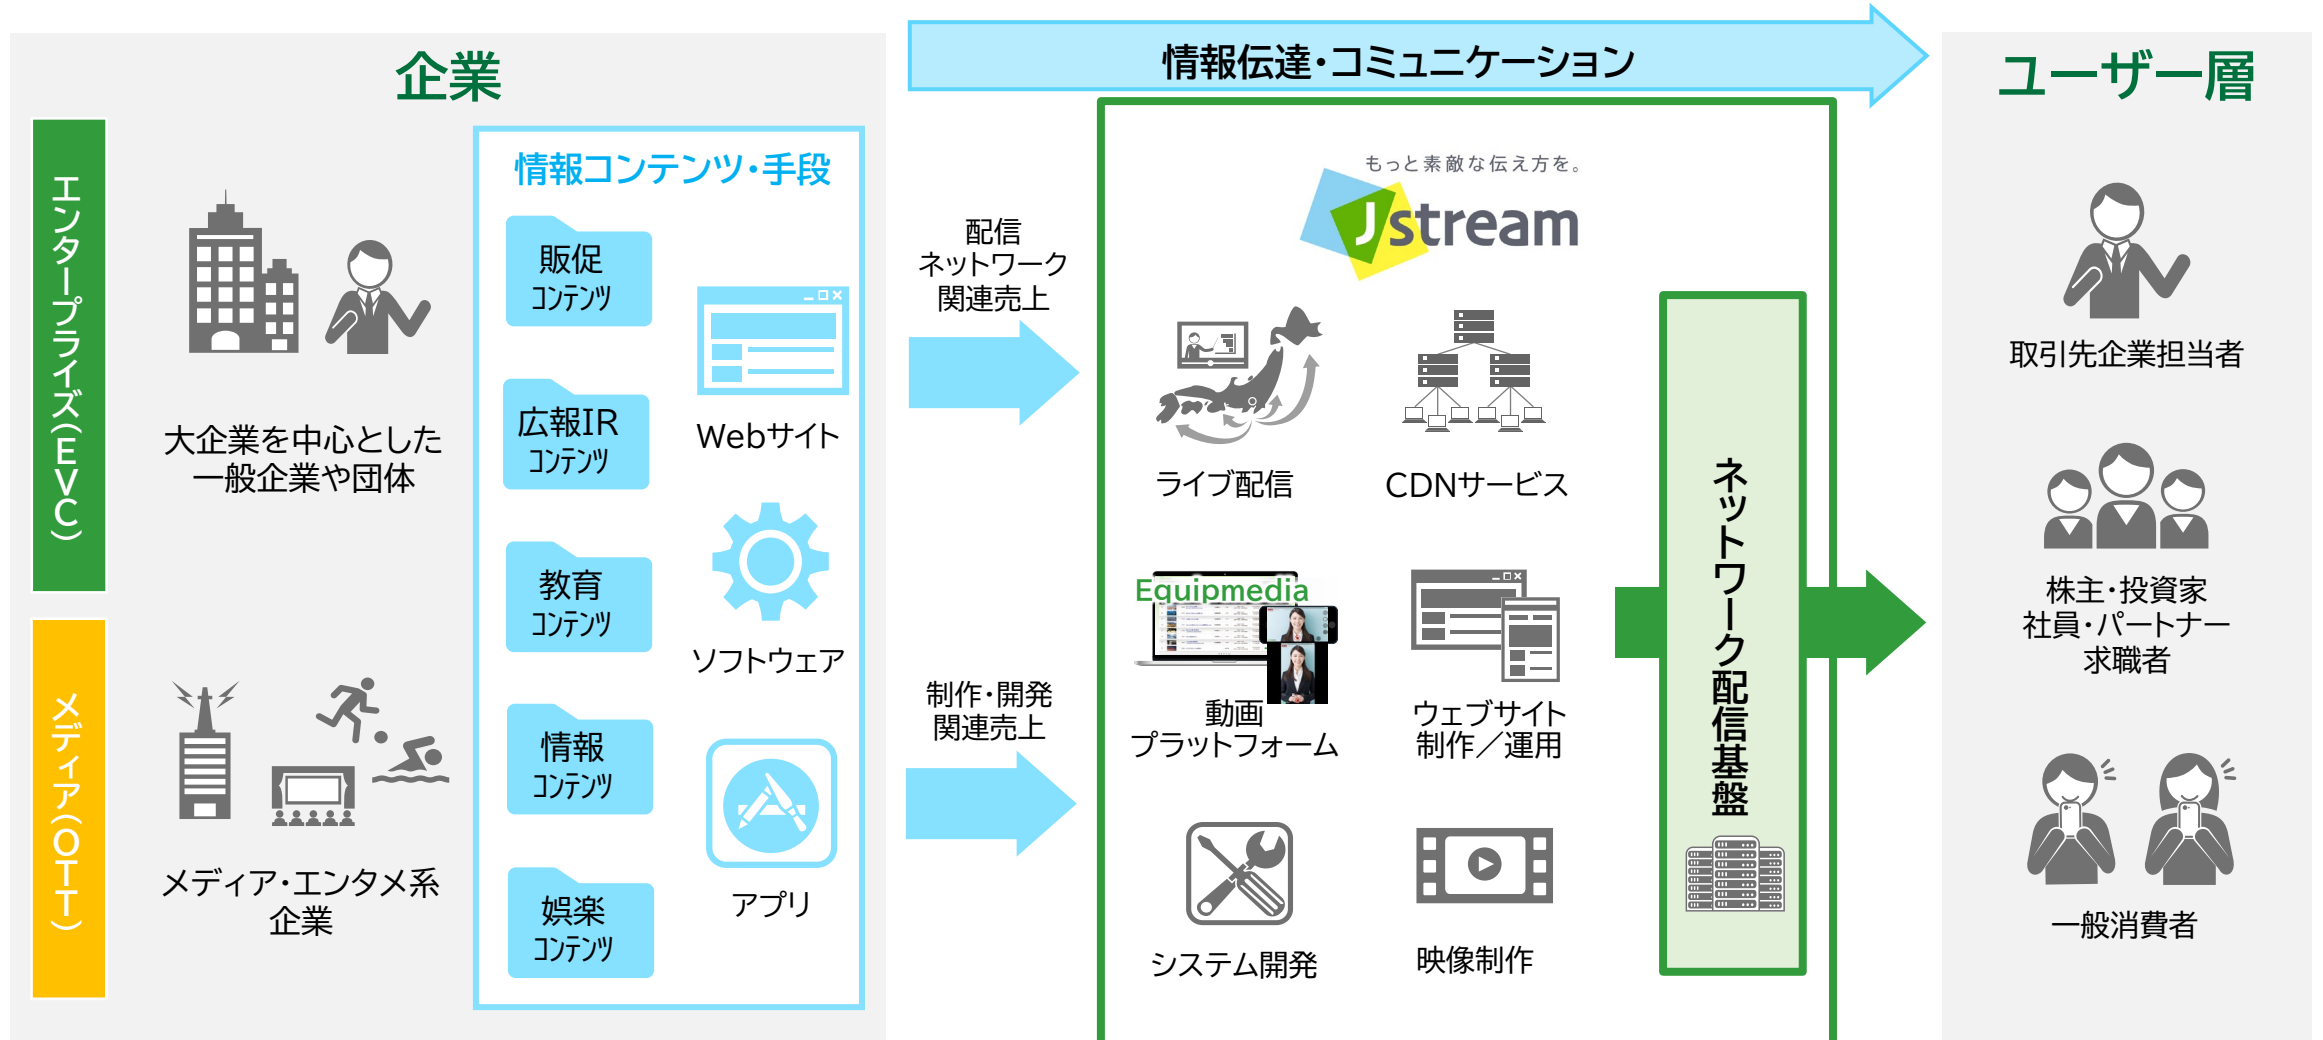 企業
エンタープライズ(EVC)
大企業を中心とした
一般企業や団体
メディア(OTT)
メディア・エンタメ系
企業
情報コンテンツ・手段
販促
コンテンツ
広報IR
コンテンツ
教育
コンテンツ
情報
コンテンツ
娯楽
コンテンツ
Webサイト
ソフトウェア
アプリ
情報伝達・コミュニケーション
配信
ネットワーク
関連売上
制作・開発
関連売上
もっと素敵な伝え方を。
Jstream
ライブ配信
CDNサービス
Equipmedia
動画
プラットフォーム
ウェブサイト
制作／運用
システム開発
映像制作
ネットワーク配信基盤
ユーザー層
取引先企業担当者
株主・投資家
社員・パートナー
求職者
一般消費者